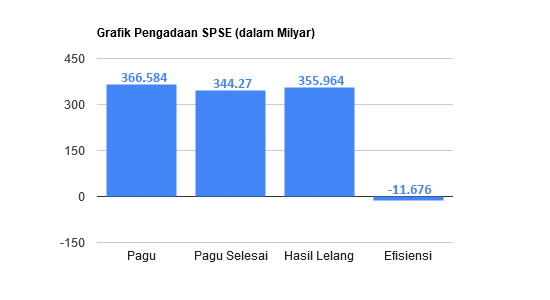 Grafik Pengadaan SPSE (dalam Milyar)
450
300
150
0
-150
366.584
344.27
355.964
-11.676
Pagu
Pagu Selesai
Hasil Lelang
Efisiensi